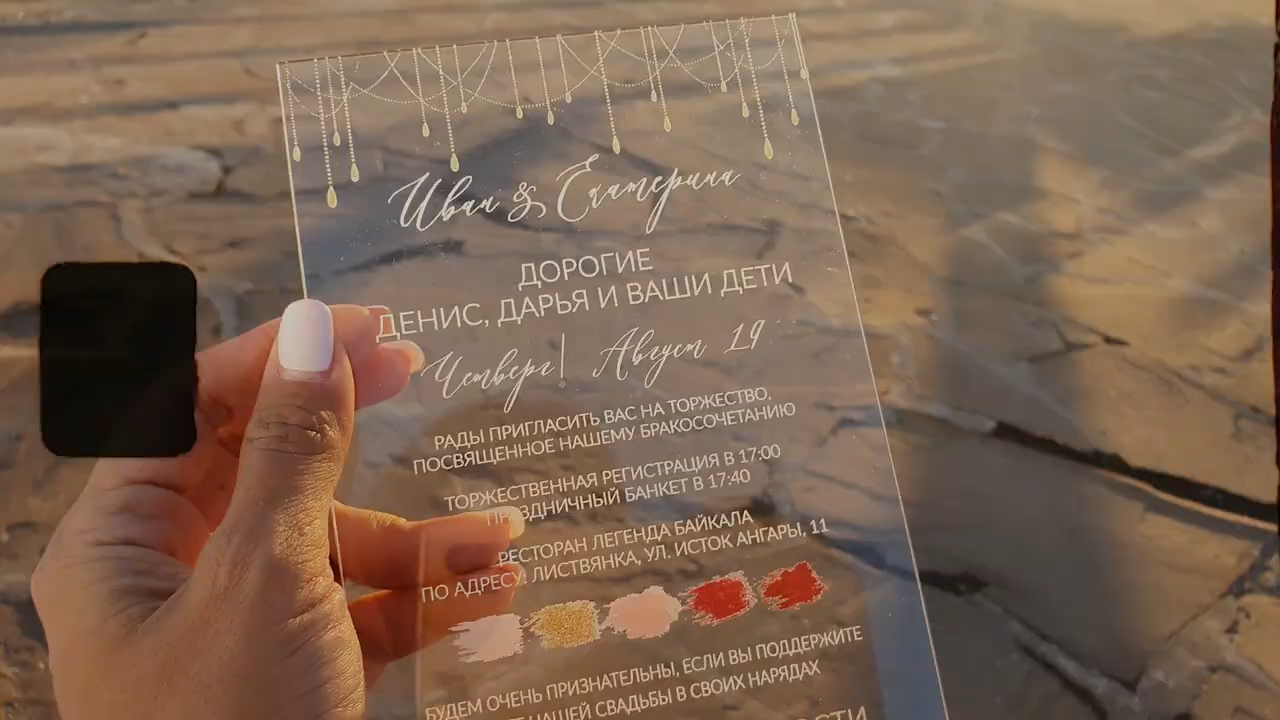 Иван & Екатерина
ДОРОГИЕ
ДЕНИС, ДАРЬЯ И ВАШИ ДЕТИ
Четверг| Август 19
РАДЫ ПРИГЛАСИТЬ ВАС НА ТОРЖЕСТВО,
ПОСВЯЩЕННОЕ НАШЕМУ БРАКОСОЧЕТАНИЮ
ТОРЖЕСТВЕННАЯ РЕГИСТРАЦИЯ В 17:00
ПРАЗДНИЧНЫЙ БАНКЕТ В 17:40
РЕСТОРАН ЛЕГЕНДА БАЙКАЛА
ПО АДРЕСУ: ЛИСТВЯНКА, УЛ. ИСТОК АНГАРЫ, 11
БУДЕМ ОЧЕНЬ ПРИЗНАТЕЛЬНЫ, ЕСЛИ ВЫ ПОДДЕРЖИТЕ
НАШЕЙ СВАДЬБЫ В СВОИХ НАРЯДАХ